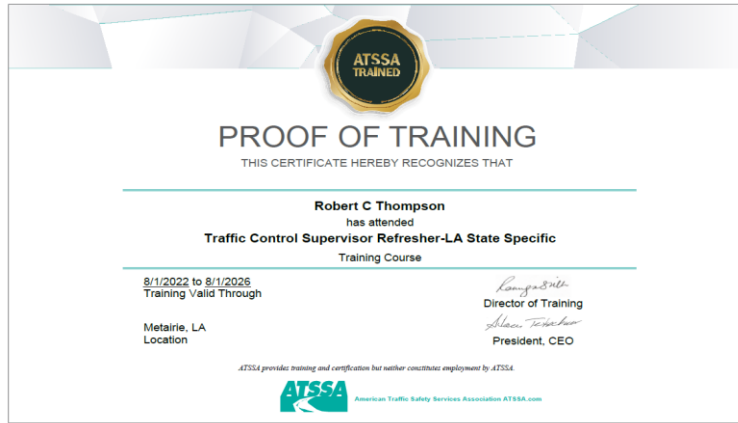 ATSSA
TRAINED
PROOF OF TRAINING
THIS CERTIFICATE HEREBY RECOGNIZES THAT
Robert C Thompson
has attended
Traffic Control Supervisor Refresher-LA State Specific
Training Course
8/1/2022 to 8/1/2026
Training Valid Through
Metairie, LA
Location
Director of Training
President, CEO
ATSSA provides training and certification but neither constitutes employment by ATSSA.
ATSSA
American Traffic Safety Services Association ATSSA.com